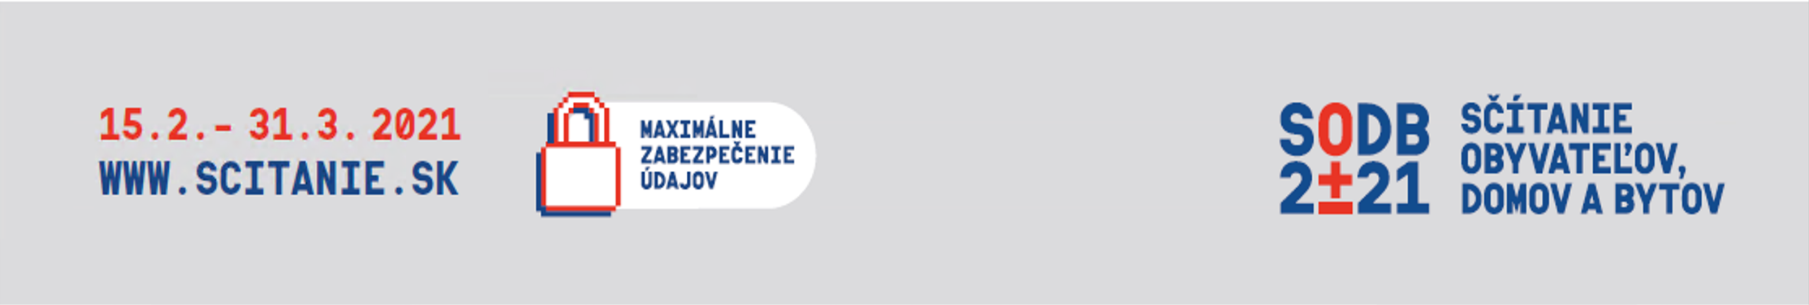 15.2.- 31.3. 2021
WWW.SCITANIE.SK
MAXIMÁLNE
ZABEZPEČENIE
ÚDAJOV
SODB
2±21
SČÍTANIE
OBYVATEĽOV,
DOMOV A BYTOV